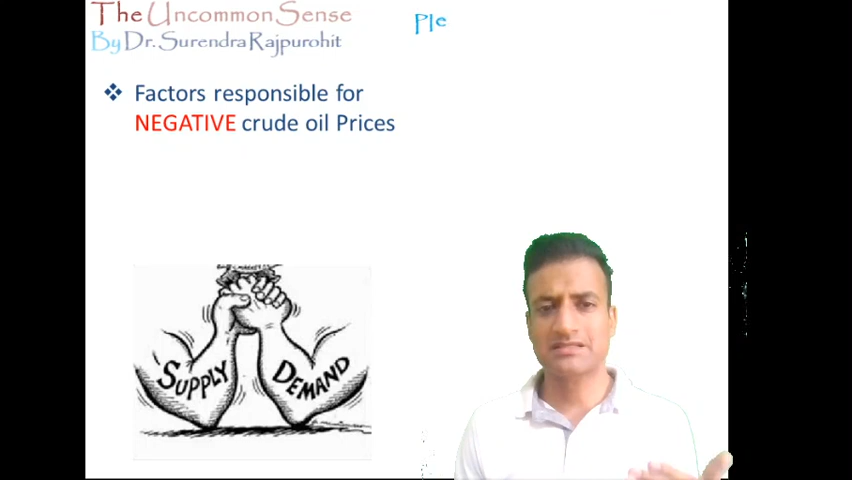 The Uncommon Sense
By Dr. Surendra Rajpurohit
Ple
❖ Factors responsible for
NEGATIVE crude oil Prices
SUPPLY DEMAND